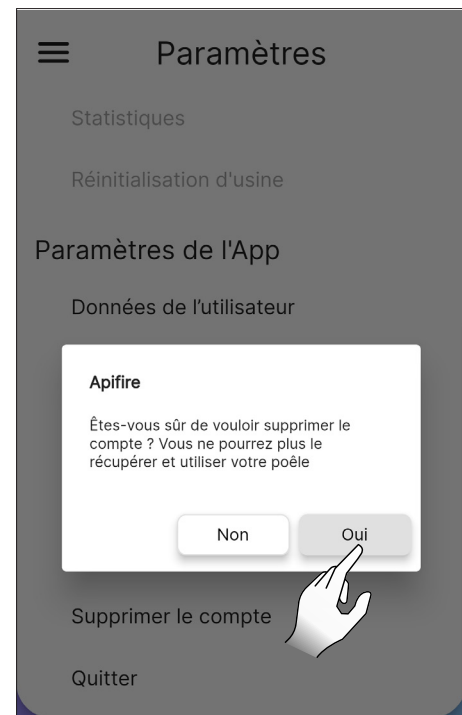 Paramètres
Statistiques
Réinitialisation d'usine
Paramètres de l'App
Données de l’utilisateur
Apifire
Êtes-vous sûr de vouloir supprimer le
compte ? Vous ne pourrez plus le
récupérer et utiliser votre poêle
Non
Oui
Supprimer le compte
Quitter